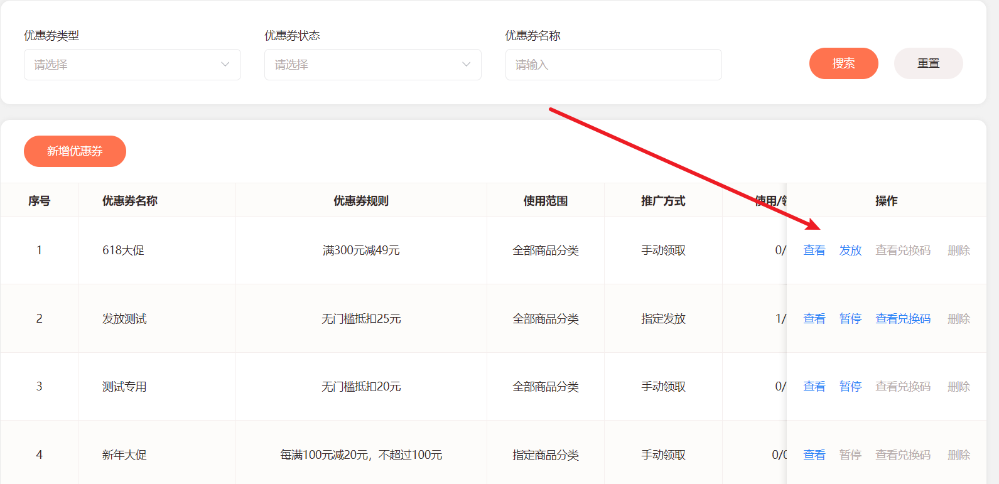 优惠券类型 优惠券状态 优惠券名称
请选择 请选择 请输入 搜索 重置
新增优惠券
序号 优惠券名称 优惠券规则 使用范围 推广方式 使用/ 操作
1 618大促 满300元减49元 全部商品分类 手动领取 0/ 查看 发放 查看兑换码 删除
2 发放测试 无门槛抵扣25元 全部商品分类 指定发放 1/ 查看 暂停 查看兑换码 删除
3 测试专用 无门槛抵扣20元 全部商品分类 手动领取 0/ 查看 暂停 查看兑换码 删除
4 新年大促 每满100元减20元，不超过100元 指定商品分类 手动领取 0/ 查看 暂停 查看兑换码 删除